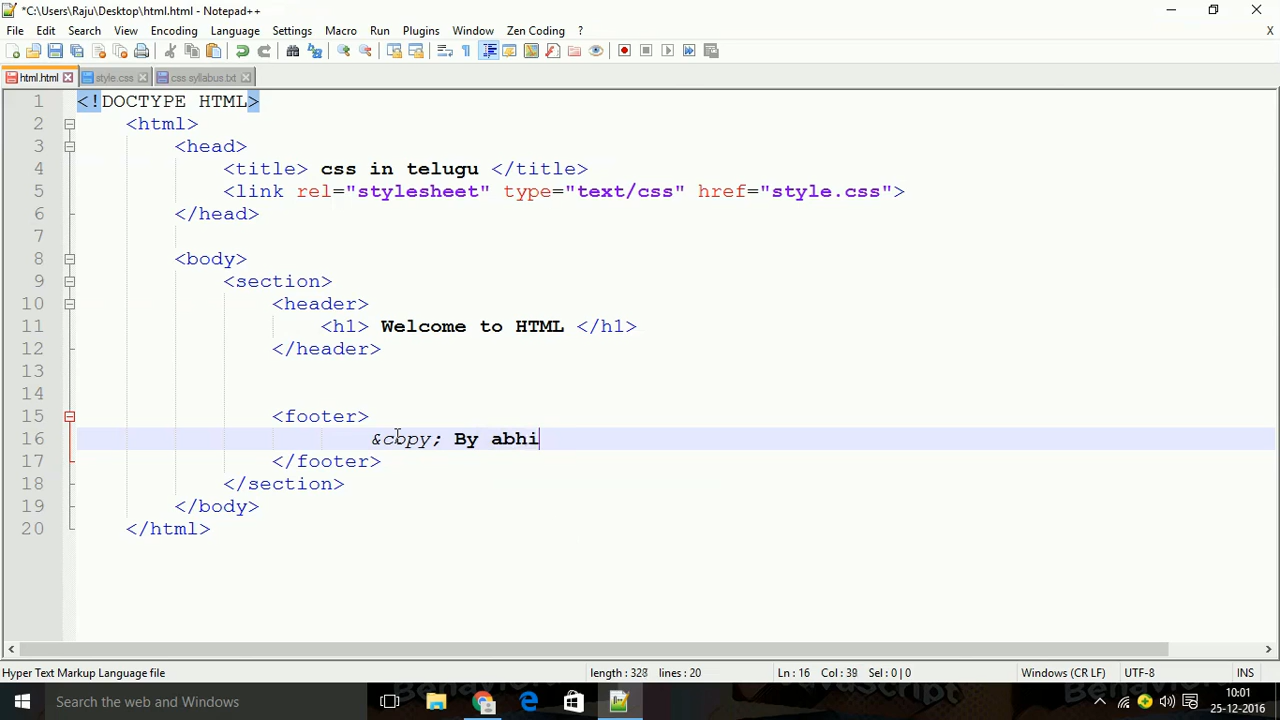 *C:\Users\Raju\Desktop\html.html - Notepad++
File Edit Search View Encoding Language Settings Macro Run Plugins Window Zen Coding ? X
html.html style.css css syllabus.txt
1 <!DOCTYPE HTML>
2 <html>
3 <head>
4 <title> css in telugu </title>
5 <link rel="stylesheet" type="text/css" href="style.css">
6 </head>
7
8 <body>
9 <section>
10 <header>
11 <h1> Welcome to HTML </h1>
12 </header>
13
14
15 <footer>
16 &copy; By abhi
17 </footer>
18 </section>
19 </body>
20 </html>
Hyper Text Markup Language file length : 328 lines : 20 Ln : 16 Col : 39 Sel : 0 | 0 Windows (CR LF) UTF-8 INS
Search the web and Windows
10:01
25-12-2016